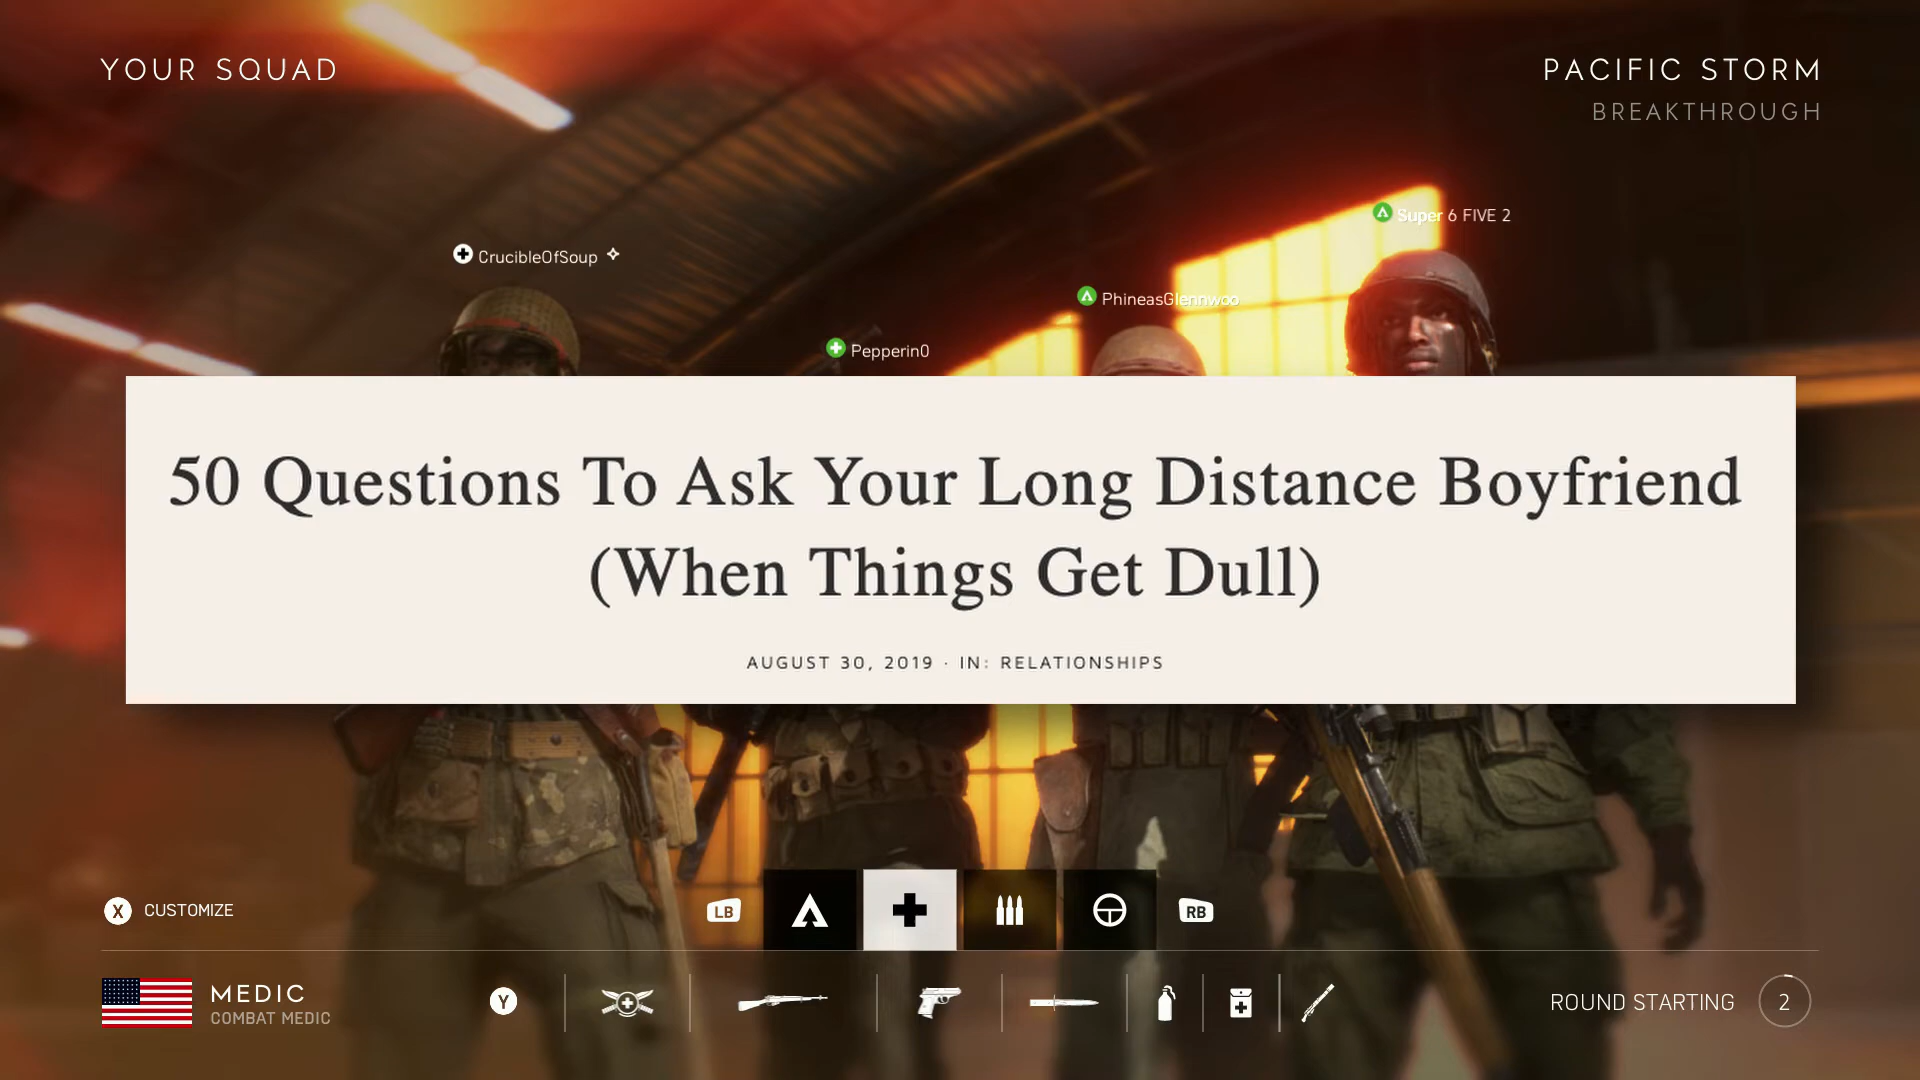 YOUR SQUAD
PACIFIC STORM
BREAKTHROUGH
Super 6 FIVE 2
CrucibleOfSoup
PhineasGlennwoo
Pepperin0
50 Questions To Ask Your Long Distance Boyfriend
(When Things Get Dull)
AUGUST 30, 2019 · IN: RELATIONSHIPS
X CUSTOMIZE
LB
RB
MEDIC
COMBAT MEDIC
Y
ROUND STARTING 2